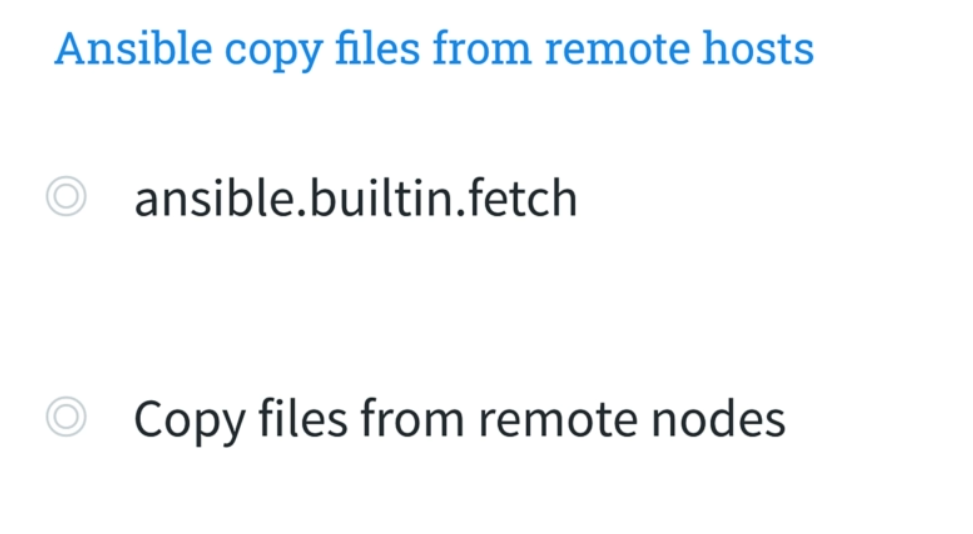 Ansible copy files from remote hosts
ansible.builtin.fetch
Copy files from remote nodes